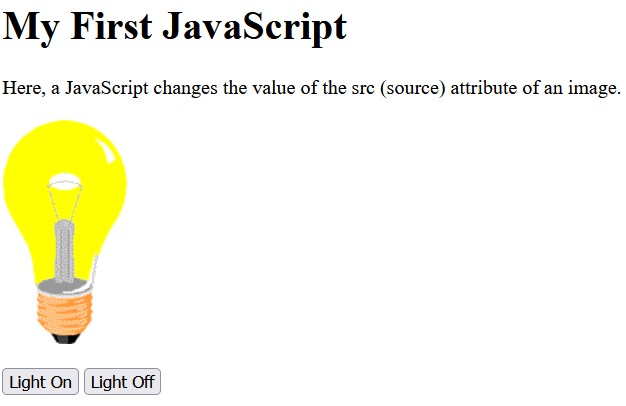 My First JavaScript
Here, a JavaScript changes the value of the src (source) attribute of an image.
Light On Light Off